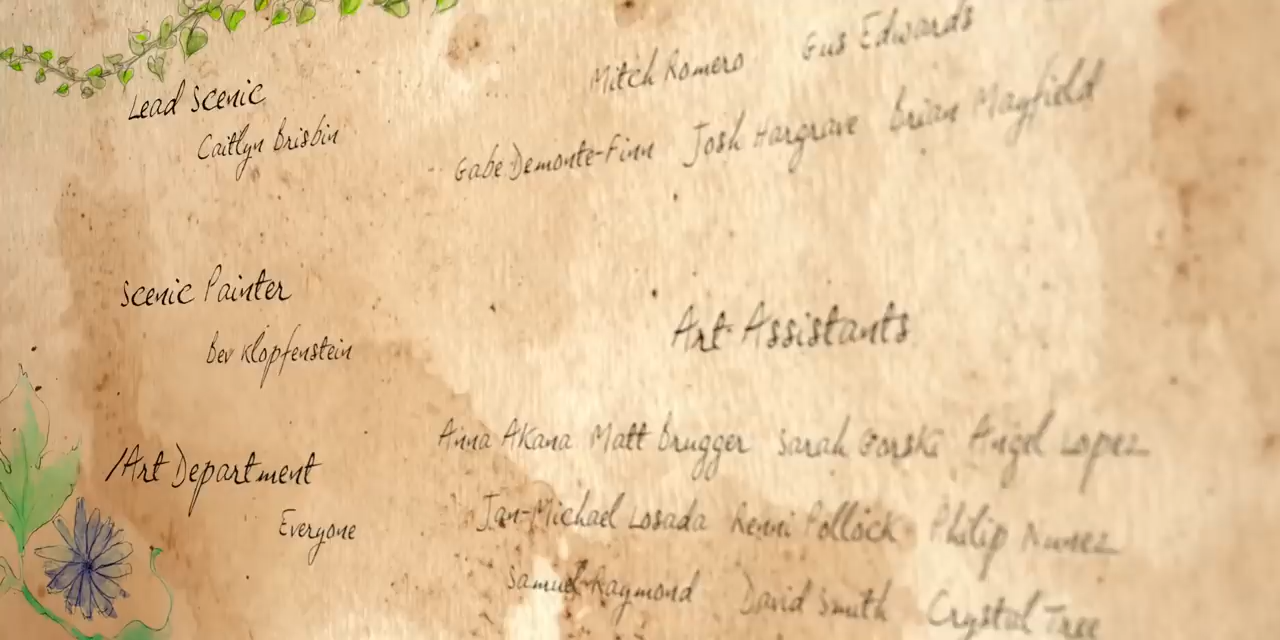 Lead Scenic
Caitlyn Brisbin
Scenic Painter
Bev Klopfenstein
/Art Department
Everyone
Mitch Romero Gus Edwards
Gabe Demonte-Finn Josh Hargrave Brian Mayfield
Art Assistants
Anna Akana Matt Brugger Sarah Gorski Angel Lopez
Jan-Michael Losada Renni Pollock Philip Nunez
Samuel Raymond David Smith Crystal Tree